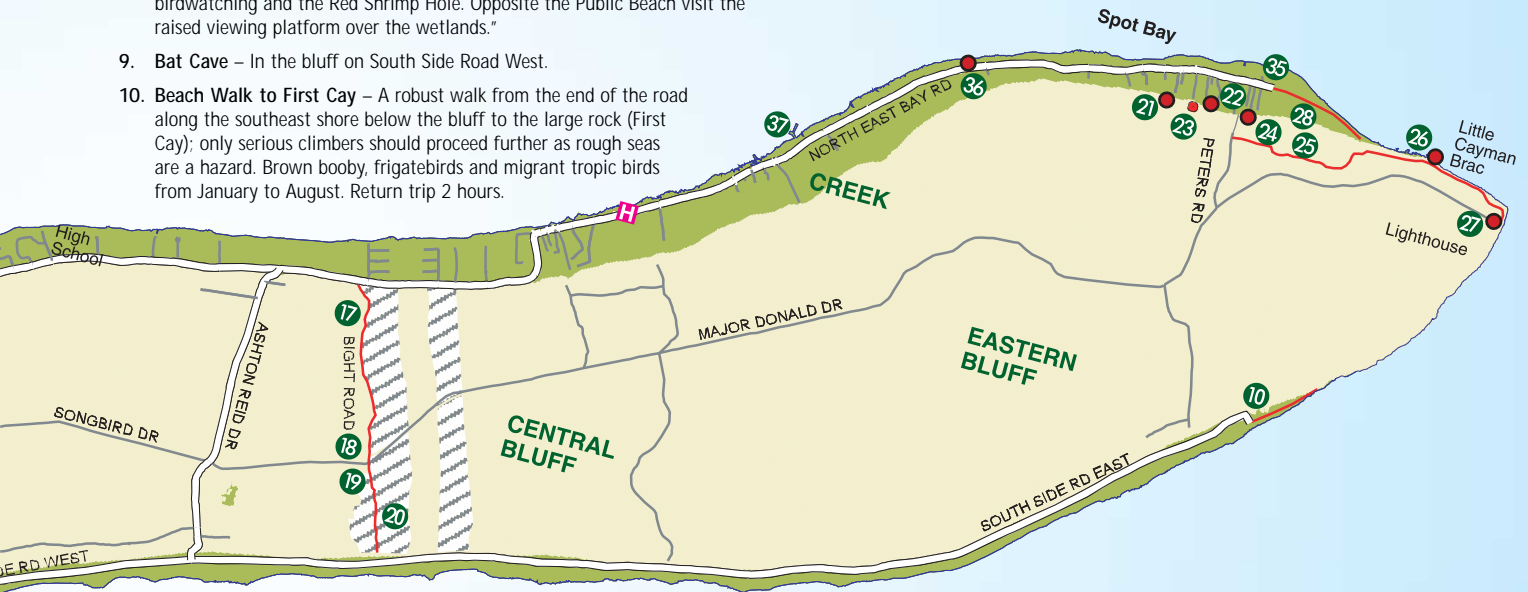 birdwatching and the Red Shrimp Hole. Opposite the Public Beach visit the
raised viewing platform over the wetlands.”
9. Bat Cave – In the bluff on South Side Road West.
10. Beach Walk to First Cay – A robust walk from the end of the road
along the southeast shore below the bluff to the large rock (First
Cay); only serious climbers should proceed further as rough seas
are a hazard. Brown booby, frigatebirds and migrant tropic birds
from January to August. Return trip 2 hours.
Spot Bay
35
36
NORTH EAST BAY RD
37
21
22
23
24
28
25
26
Little
Cayman
Brac
PETERS RD
CREEK
H
27
Lighthouse
High
School
17
ASHTON REID DR
BIGHT ROAD
MAJOR DONALD DR
EASTERN
BLUFF
10
SONGBIRD DR
18
CENTRAL
BLUFF
19
20
SOUTH SIDE RD EAST
DE RD WEST